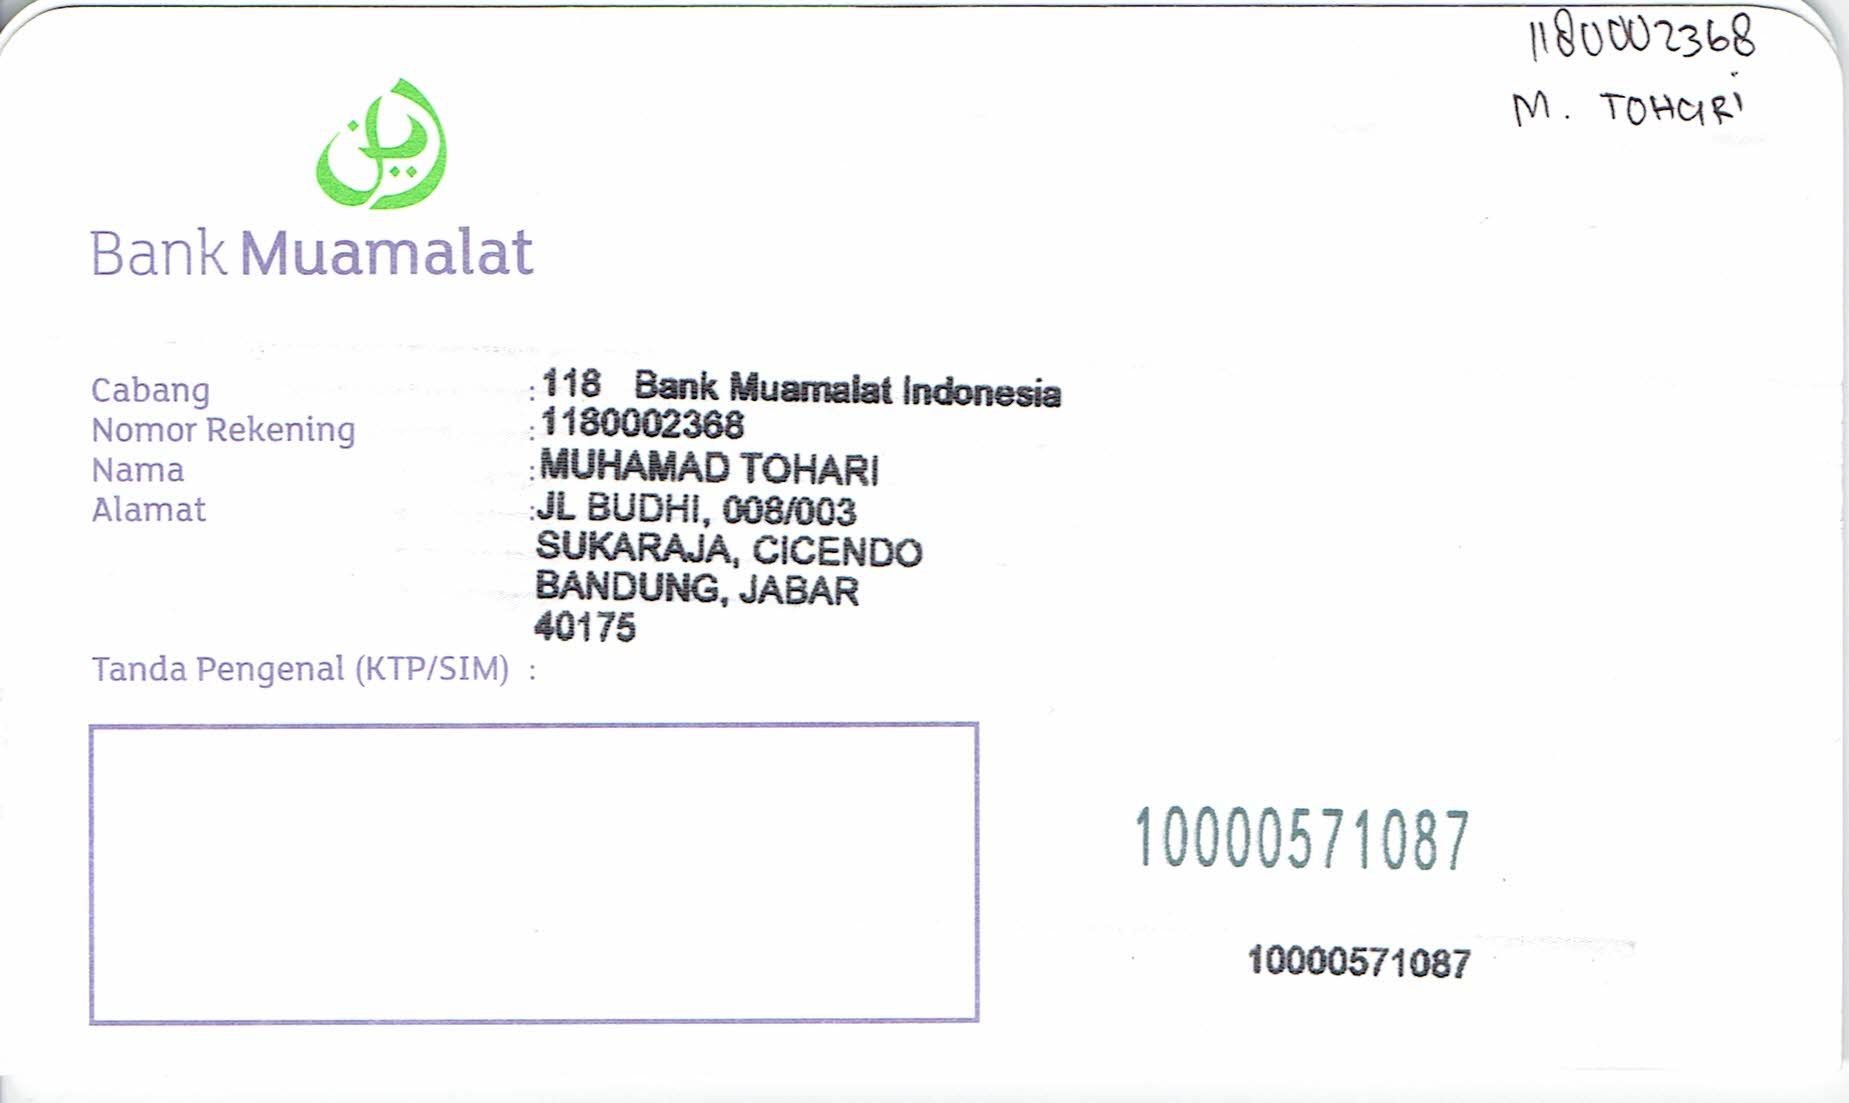 1180002368
M. TOHARI
Bank Muamalat
Cabang : 118 Bank Muamalat Indonesia
Nomor Rekening : 1180002368
Nama : MUHAMAD TOHARI
Alamat : JL BUDHI, 008/003
SUKARAJA, CICENDO
BANDUNG, JABAR
40175
Tanda Pengenal (KTP/SIM) :
10000571087
10000571087